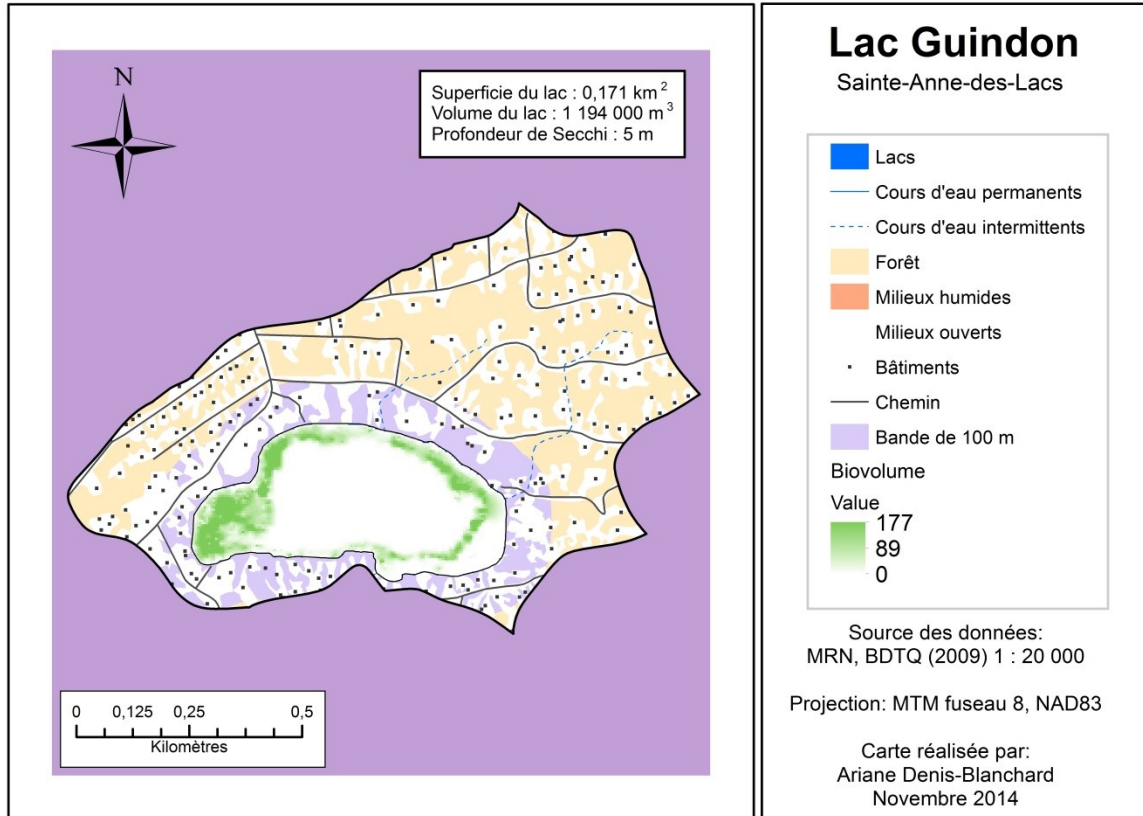 N
Superficie du lac : 0,171 km²
Volume du lac : 1 194 000 m³
Profondeur de Secchi : 5 m
0 0,125 0,25 0,5
Kilomètres
Lac Guindon
Sainte-Anne-des-Lacs
Lacs
Cours d'eau permanents
Cours d'eau intermittents
Forêt
Milieux humides
Milieux ouverts
Bâtiments
Chemin
Bande de 100 m
Biovolume
Value
177
89
0
Source des données:
MRN, BDTQ (2009) 1 : 20 000
Projection: MTM fuseau 8, NAD83
Carte réalisée par:
Ariane Denis-Blanchard
Novembre 2014